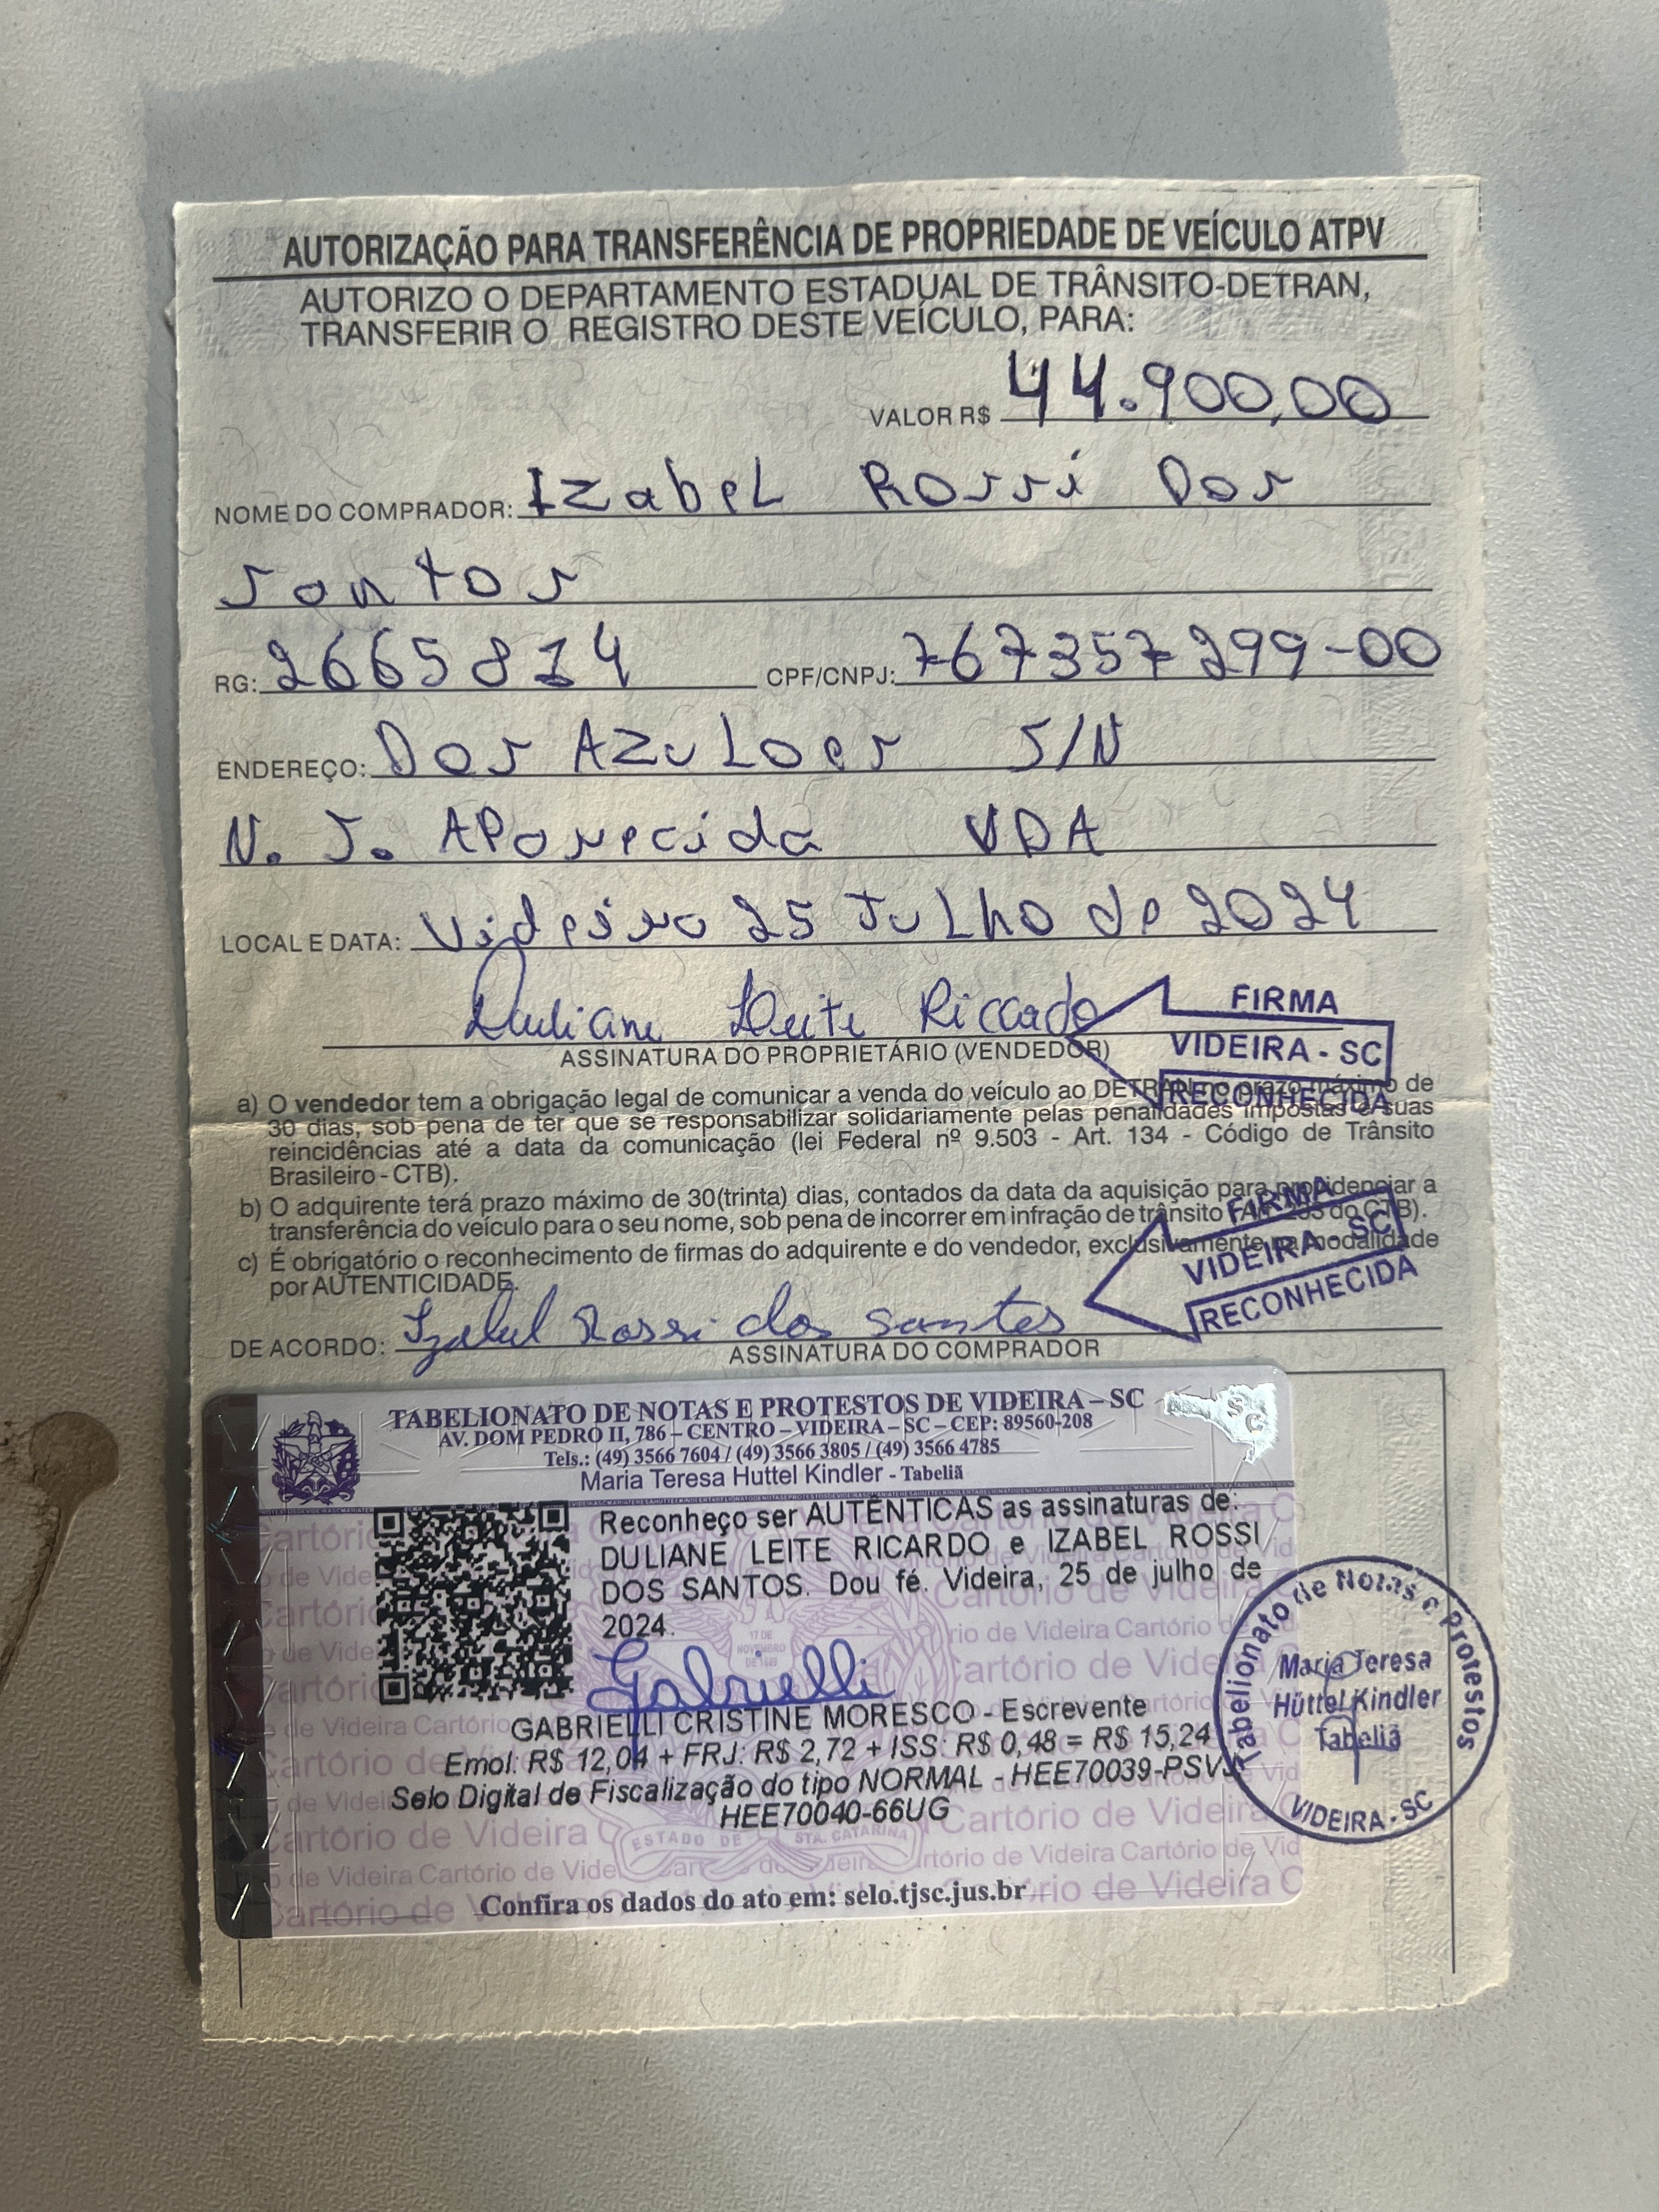 AUTORIZAÇÃO PARA TRANSFERÊNCIA DE PROPRIEDADE DE VEÍCULO ATPV
AUTORIZO O DEPARTAMENTO ESTADUAL DE TRÂNSITO-DETRAN,
TRANSFERIR O REGISTRO DESTE VEÍCULO, PARA:
VALOR R$ 44.900,00
NOME DO COMPRADOR: Izabel Rossi Dos
Santos
RG: 2665814 CPF/CNPJ: 767357299-00
ENDEREÇO: Dos AzuLoes S/N
N. S. APorecida VDA
LOCAL E DATA: Videira 25 JuLho de 2024
Duliane Leite Riccado
ASSINATURA DO PROPRIETÁRIO (VENDEDOR)
FIRMA
VIDEIRA - SC
RECONHECIDA
a) O vendedor tem a obrigação legal de comunicar a venda do veículo ao DETRAN no prazo máximo de
30 dias, sob pena de ter que se responsabilizar solidariamente pelas penalidades impostas e suas
reincidências até a data da comunicação (lei Federal nº 9.503 - Art. 134 - Código de Trânsito
Brasileiro - CTB).
b) O adquirente terá prazo máximo de 30(trinta) dias, contados da data da aquisição para providenciar a
transferência do veículo para o seu nome, sob pena de incorrer em infração de trânsito (Art. 233 do CTB).
c) É obrigatório o reconhecimento de firmas do adquirente e do vendedor, exclusivamente na modalidade
por AUTENTICIDADE.
FIRMA
VIDEIRA - SC
RECONHECIDA
DE ACORDO: Izabel Rossi dos Santos
ASSINATURA DO COMPRADOR
TABELIONATO DE NOTAS E PROTESTOS DE VIDEIRA – SC
AV. DOM PEDRO II, 786 – CENTRO – VIDEIRA – SC – CEP: 89560-208
Tels.: (49) 3566 7604 / (49) 3566 3805 / (49) 3566 4785
Maria Teresa Huttel Kindler - Tabeliã
SC
Reconheço ser AUTÊNTICAS as assinaturas de:
DULIANE LEITE RICARDO e IZABEL ROSSI
DOS SANTOS. Dou fé. Videira, 25 de julho de
2024.
Gabrielli
GABRIELLI CRISTINE MORESCO - Escrevente
Emol: R$ 12,04 + FRJ: R$ 2,72 + ISS: R$ 0,48 = R$ 15,24
Selo Digital de Fiscalização do tipo NORMAL - HEE70039-PSVJ
HEE70040-66UG
ESTADO DE STA. CATARINA
Confira os dados do ato em: selo.tjsc.jus.br
Tabelionato de Notas e Protestos
Maria Teresa
Hüttel Kindler
Tabeliã
VIDEIRA - SC